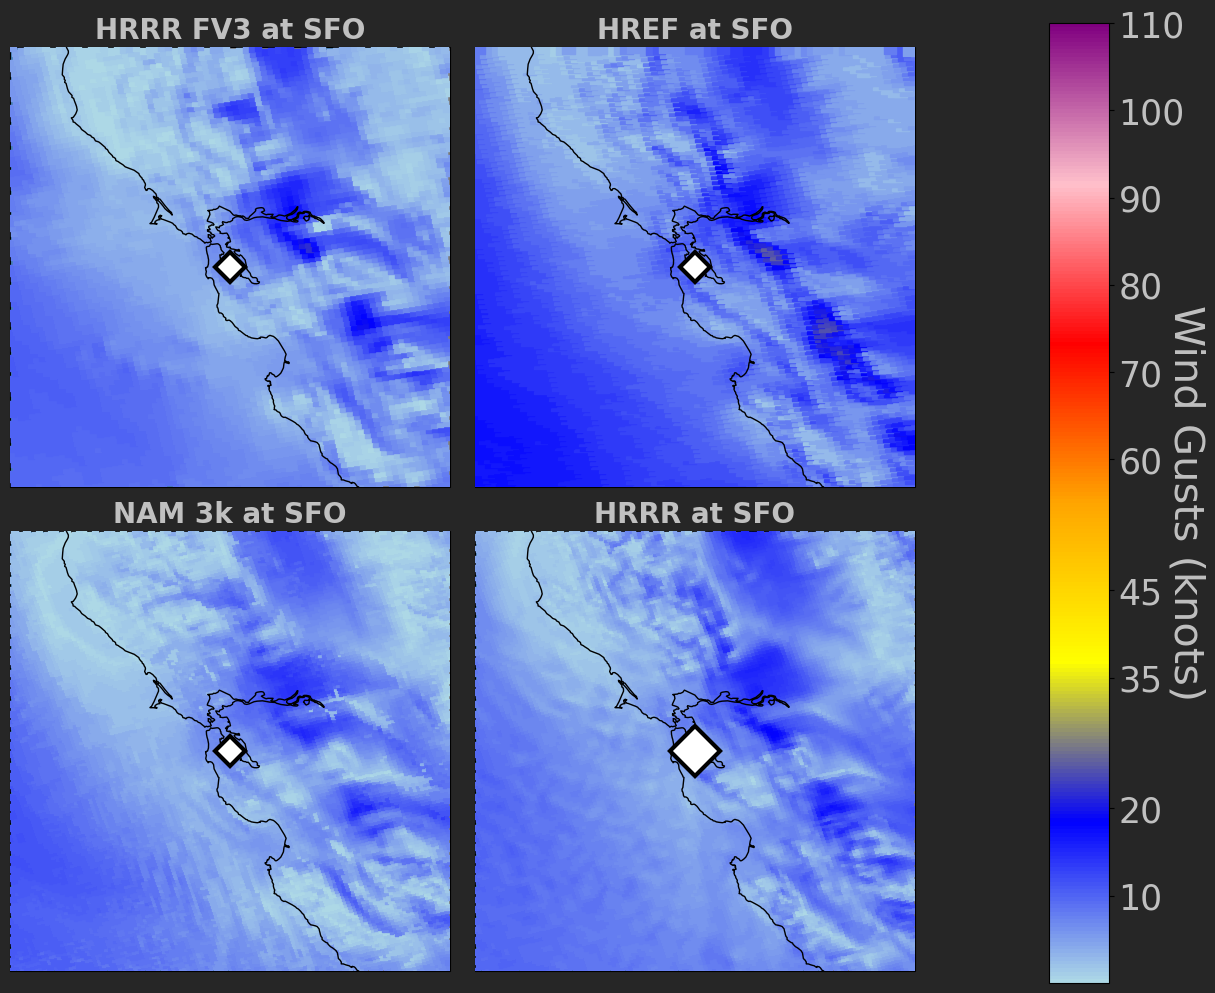 HRRR FV3 at SFO
HREF at SFO
NAM 3k at SFO
HRRR at SFO
110
100
90
80
70
60
45
35
20
10
Wind Gusts (knots)